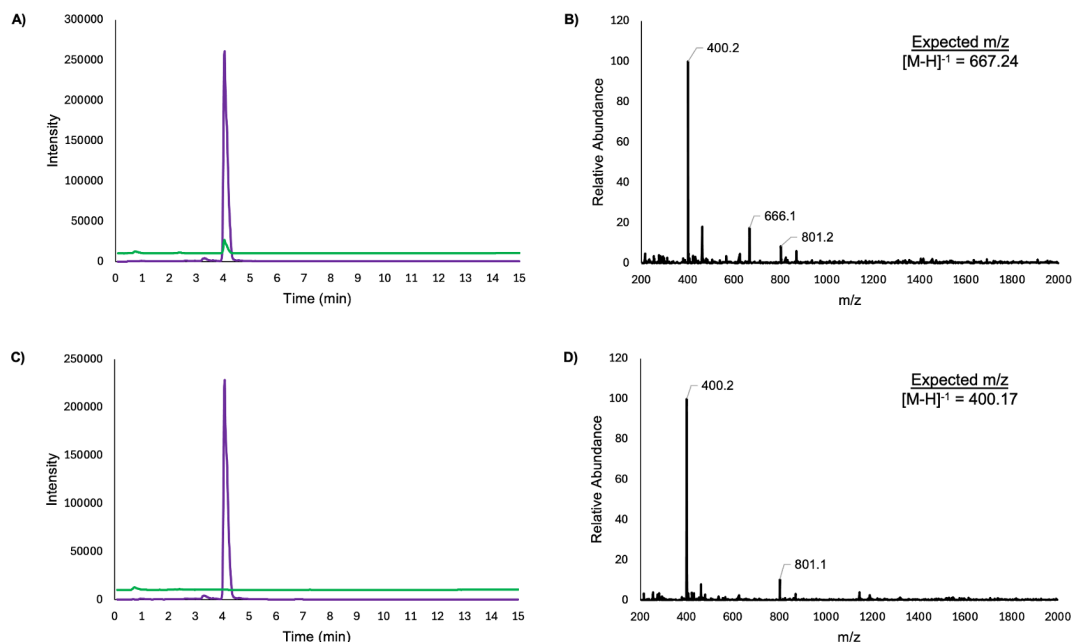 A)
300000
250000
200000
150000
100000
50000
0
Intensity
0 1 2 3 4 5 6 7 8 9 10 11 12 13 14 15
Time (min)
B)
120
100
80
60
40
20
0
Relative Abundance
400.2
666.1
801.2
Expected m/z
[M-H]-1 = 667.24
200 400 600 800 1000 1200 1400 1600 1800 2000
m/z
C)
250000
200000
150000
100000
50000
0
Intensity
0 1 2 3 4 5 6 7 8 9 10 11 12 13 14 15
Time (min)
D)
120
100
80
60
40
20
0
Relative Abundance
400.2
801.1
Expected m/z
[M-H]-1 = 400.17
200 400 600 800 1000 1200 1400 1600 1800 2000
m/z